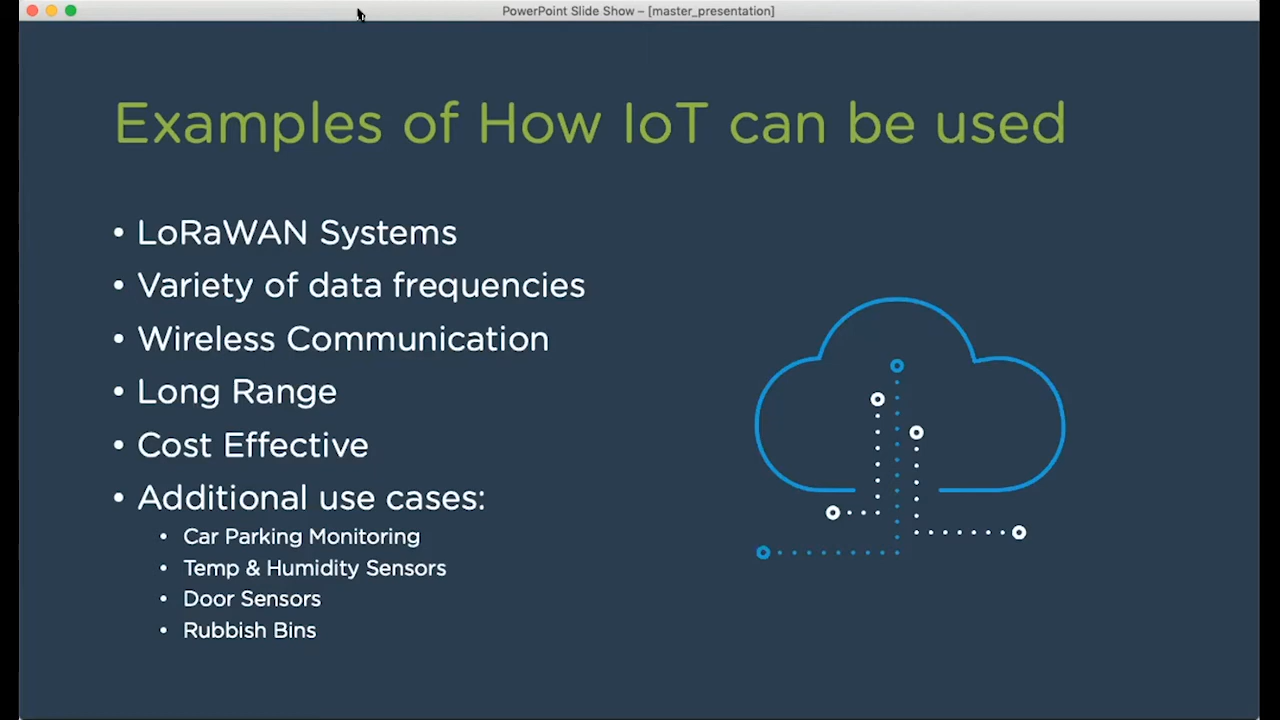 PowerPoint Slide Show – [master_presentation]
Examples of How IoT can be used
• LoRaWAN Systems
• Variety of data frequencies
• Wireless Communication
• Long Range
• Cost Effective
• Additional use cases:
• Car Parking Monitoring
• Temp & Humidity Sensors
• Door Sensors
• Rubbish Bins